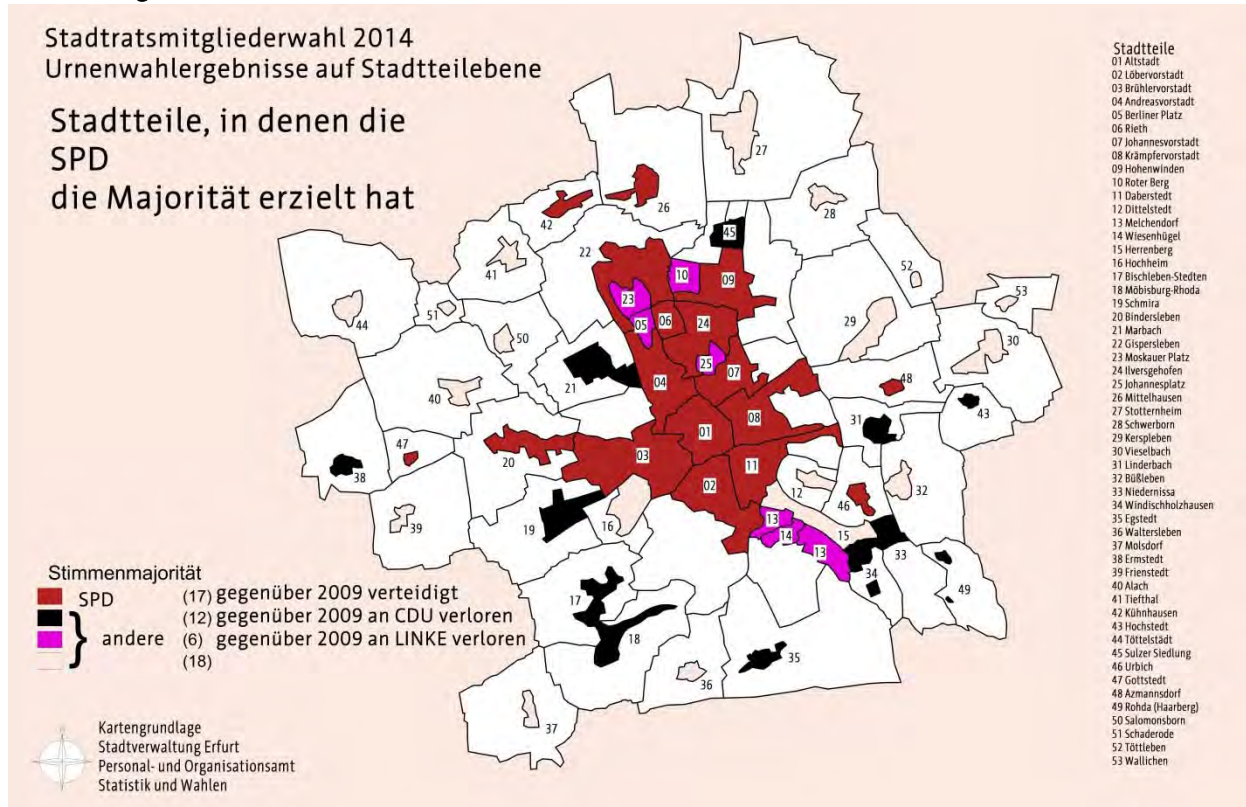 Stadtratsmitgliederwahl 2014
Urnenwahlergebnisse auf Stadtteilebene
Stadtteile, in denen die
SPD
die Majorität erzielt hat
Stadtteile
01 Altstadt
02 Löbervorstadt
03 Brühlervorstadt
04 Andreasvorstadt
05 Berliner Platz
06 Rieth
07 Johannesvorstadt
08 Krämpfervorstadt
09 Hohenwinden
10 Roter Berg
11 Daberstedt
12 Dittelstedt
13 Melchendorf
14 Wiesenhügel
15 Herrenberg
16 Hochheim
17 Bischleben-Stedten
18 Möbisburg-Rhoda
19 Schmira
20 Bindersleben
21 Marbach
22 Gispersleben
23 Moskauer Platz
24 Ilversgehofen
25 Johannesplatz
26 Mittelhausen
27 Stotternheim
28 Schwerborn
29 Kerspleben
30 Vieselbach
31 Linderbach
32 Büßleben
33 Niedernissa
34 Windischholzhausen
35 Egstedt
36 Waltersleben
37 Molsdorf
38 Ermstedt
39 Frienstedt
40 Alach
41 Tiefthal
42 Kühnhausen
43 Hochstedt
44 Töttelstädt
45 Sulzer Siedlung
46 Urbich
47 Gottstedt
48 Azmannsdorf
49 Rohda (Haarberg)
50 Salomonsborn
51 Schaderode
52 Töttleben
53 Wallichen
27
26
28
42
45
22
41
52
10
09
53
23
51
44
05
06
24
29
50
30
25
21
04
07
48
40
43
08
31
01
47
03
20
11
38
02
12
46
32
39
19
16
13
15
14
33
13
34
49
17
18
35
36
37
Stimmenmajorität
SPD (17) gegenüber 2009 verteidigt
(12) gegenüber 2009 an CDU verloren
} andere (6) gegenüber 2009 an LINKE verloren
(18)
Kartengrundlage
Stadtverwaltung Erfurt
Personal- und Organisationsamt
Statistik und Wahlen